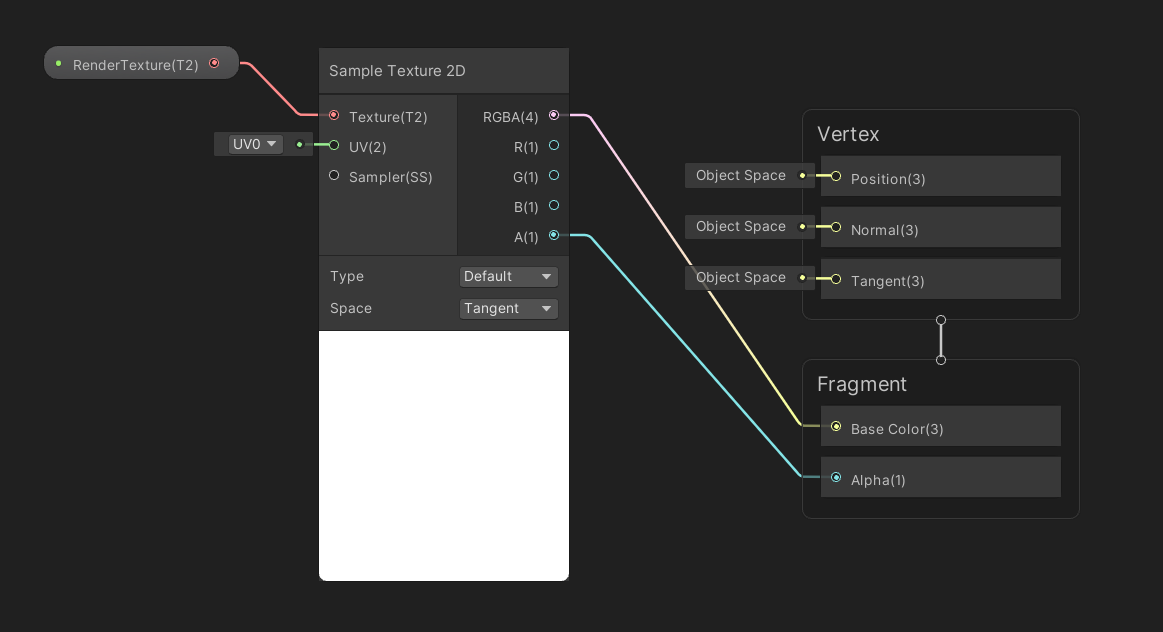 RenderTexture(T2)
Sample Texture 2D
Texture(T2)
RGBA(4)
UV0
UV(2)
R(1)
Sampler(SS)
G(1)
B(1)
A(1)
Type
Default
Space
Tangent
Vertex
Object Space
Position(3)
Object Space
Normal(3)
Object Space
Tangent(3)
Fragment
Base Color(3)
Alpha(1)